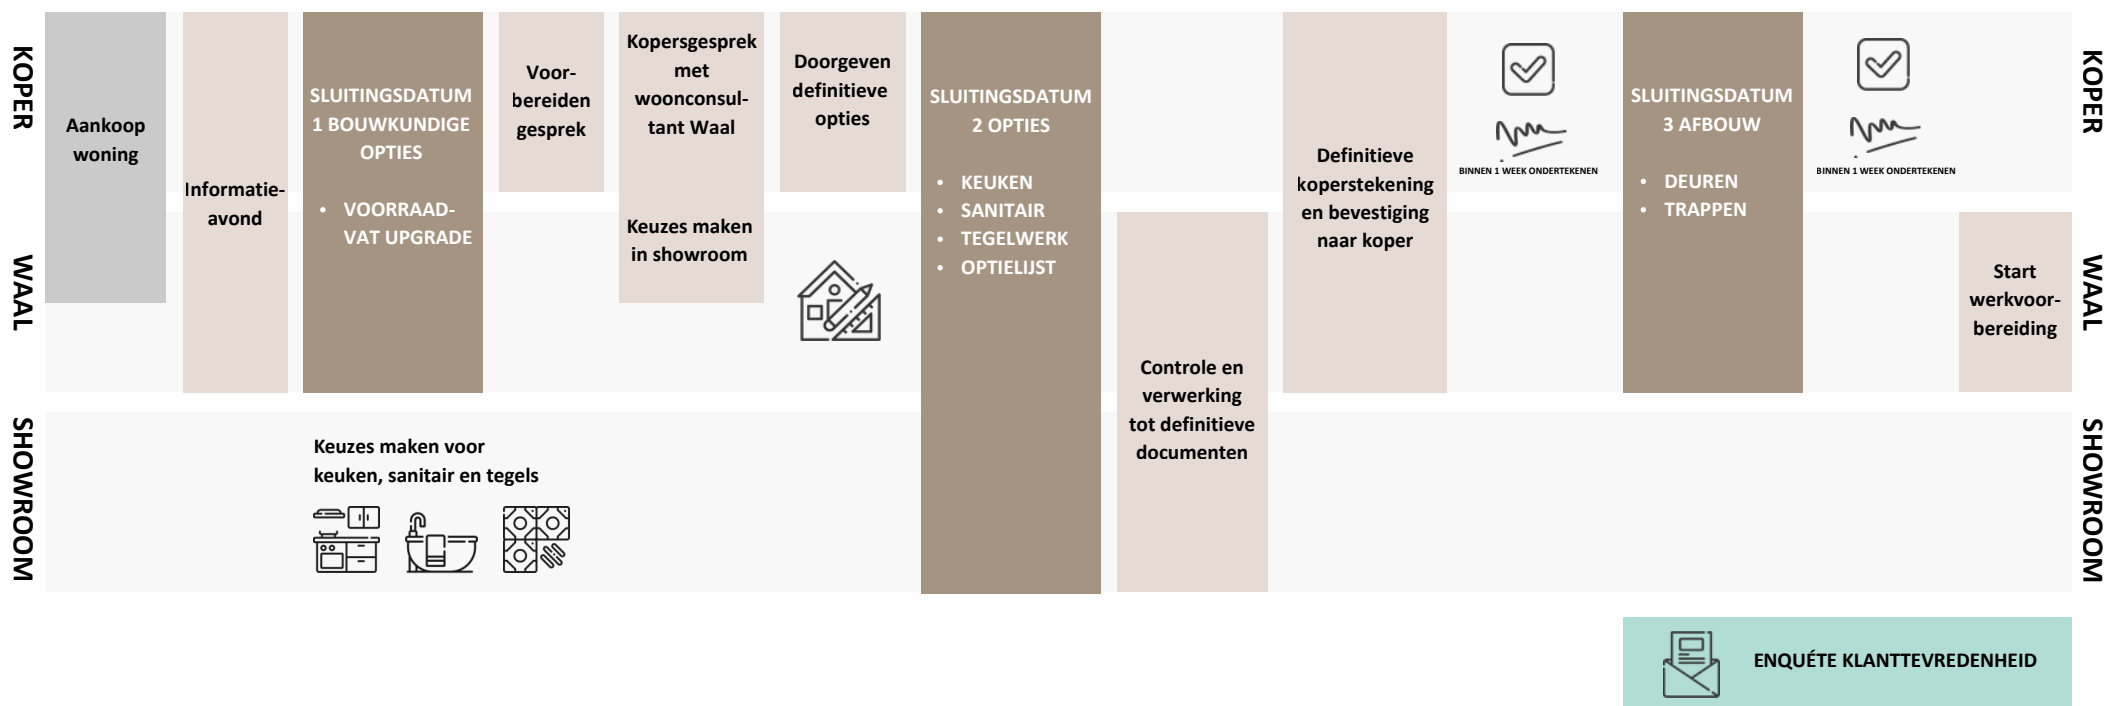 KOPER
WAAL
SHOWROOM
Aankoop
woning
Informatie-
avond
SLUITINGSDATUM
1 BOUWKUNDIGE
OPTIES
• VOORRAAD-
VAT UPGRADE
Voor-
bereiden
gesprek
Kopersgesprek
met
woonconsul-
tant Waal
Keuzes maken
in showroom
Doorgeven
definitieve
opties
Keuzes maken voor
keuken, sanitair en tegels
SLUITINGSDATUM
2 OPTIES
• KEUKEN
• SANITAIR
• TEGELWERK
• OPTIELIJST
Controle en
verwerking
tot definitieve
documenten
Definitieve
koperstekening
en bevestiging
naar koper
BINNEN 1 WEEK ONDERTEKENEN
SLUITINGSDATUM
3 AFBOUW
• DEUREN
• TRAPPEN
BINNEN 1 WEEK ONDERTEKENEN
Start
werkvoor-
bereiding
KOPER
WAAL
SHOWROOM
ENQUÉTE KLANTTEVREDENHEID